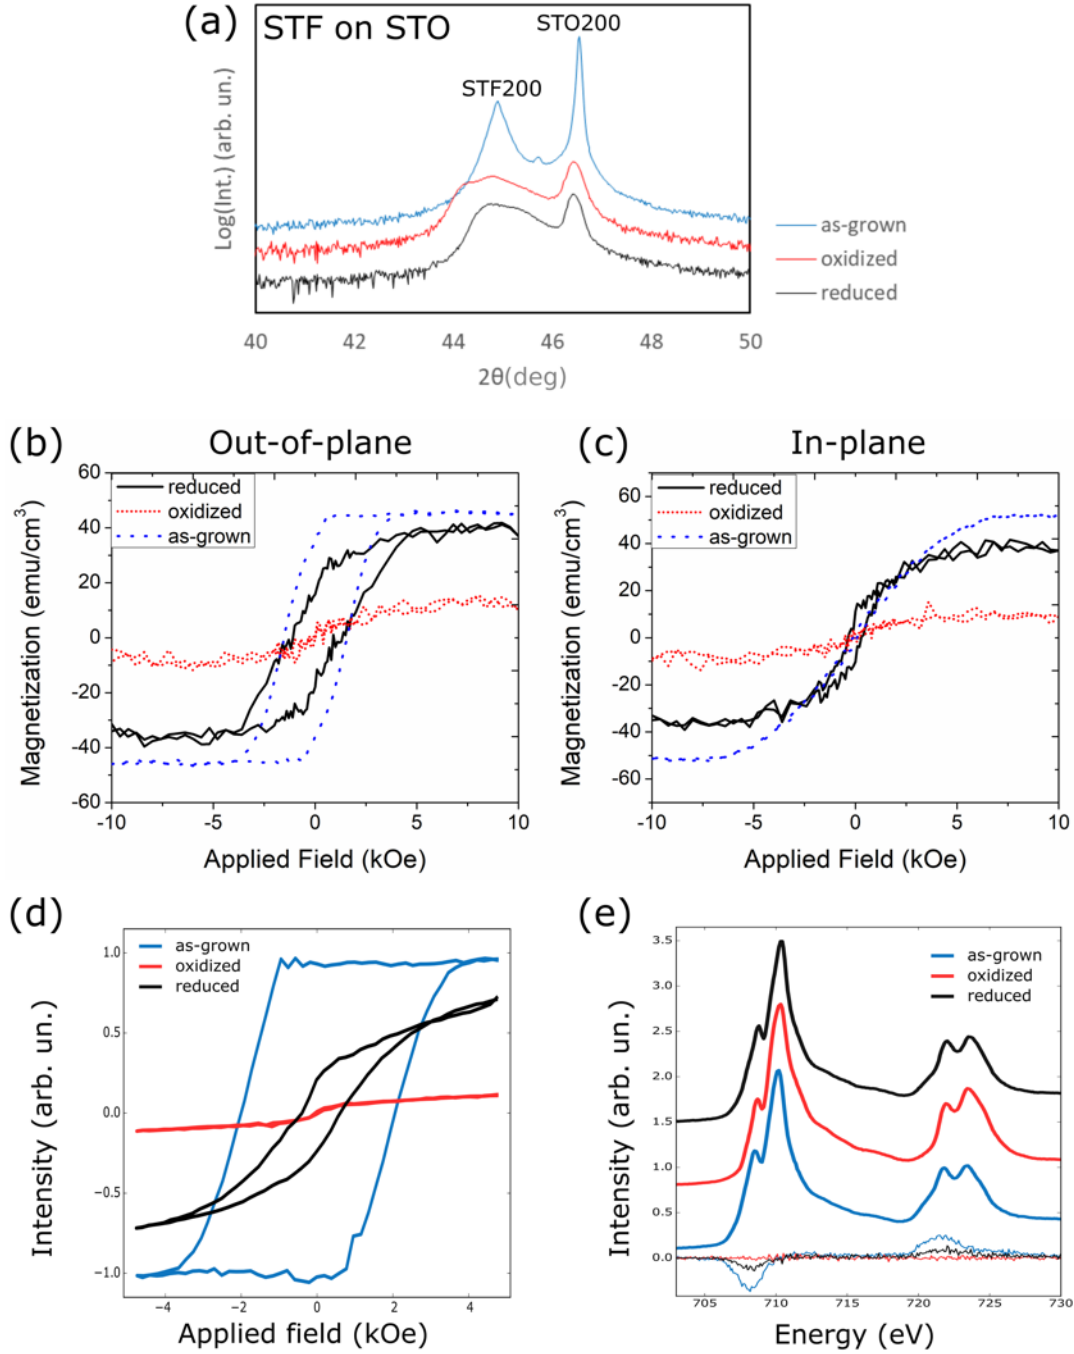 (a)
STF on STO
STO200
STF200
Log(Int.) (arb. un.)
as-grown
oxidized
reduced
40 42 44 46 48 50
2θ(deg)
(b)
Out-of-plane
60
40
20
0
-20
-40
-60
reduced
oxidized
as-grown
Magnetization (emu/cm³)
-10 -5 0 5 10
Applied Field (kOe)
(c)
In-plane
60
40
20
0
-20
-40
-60
reduced
oxidized
as-grown
Magnetization (emu/cm³)
-10 -5 0 5 10
Applied Field (kOe)
(d)
1.0
0.5
0.0
−0.5
−1.0
as-grown
oxidized
reduced
Intensity (arb. un.)
−4 −2 0 2 4
Applied field (kOe)
(e)
3.5
3.0
2.5
2.0
1.5
1.0
0.5
0.0
as-grown
oxidized
reduced
Intensity (arb. un.)
705 710 715 720 725 730
Energy (eV)